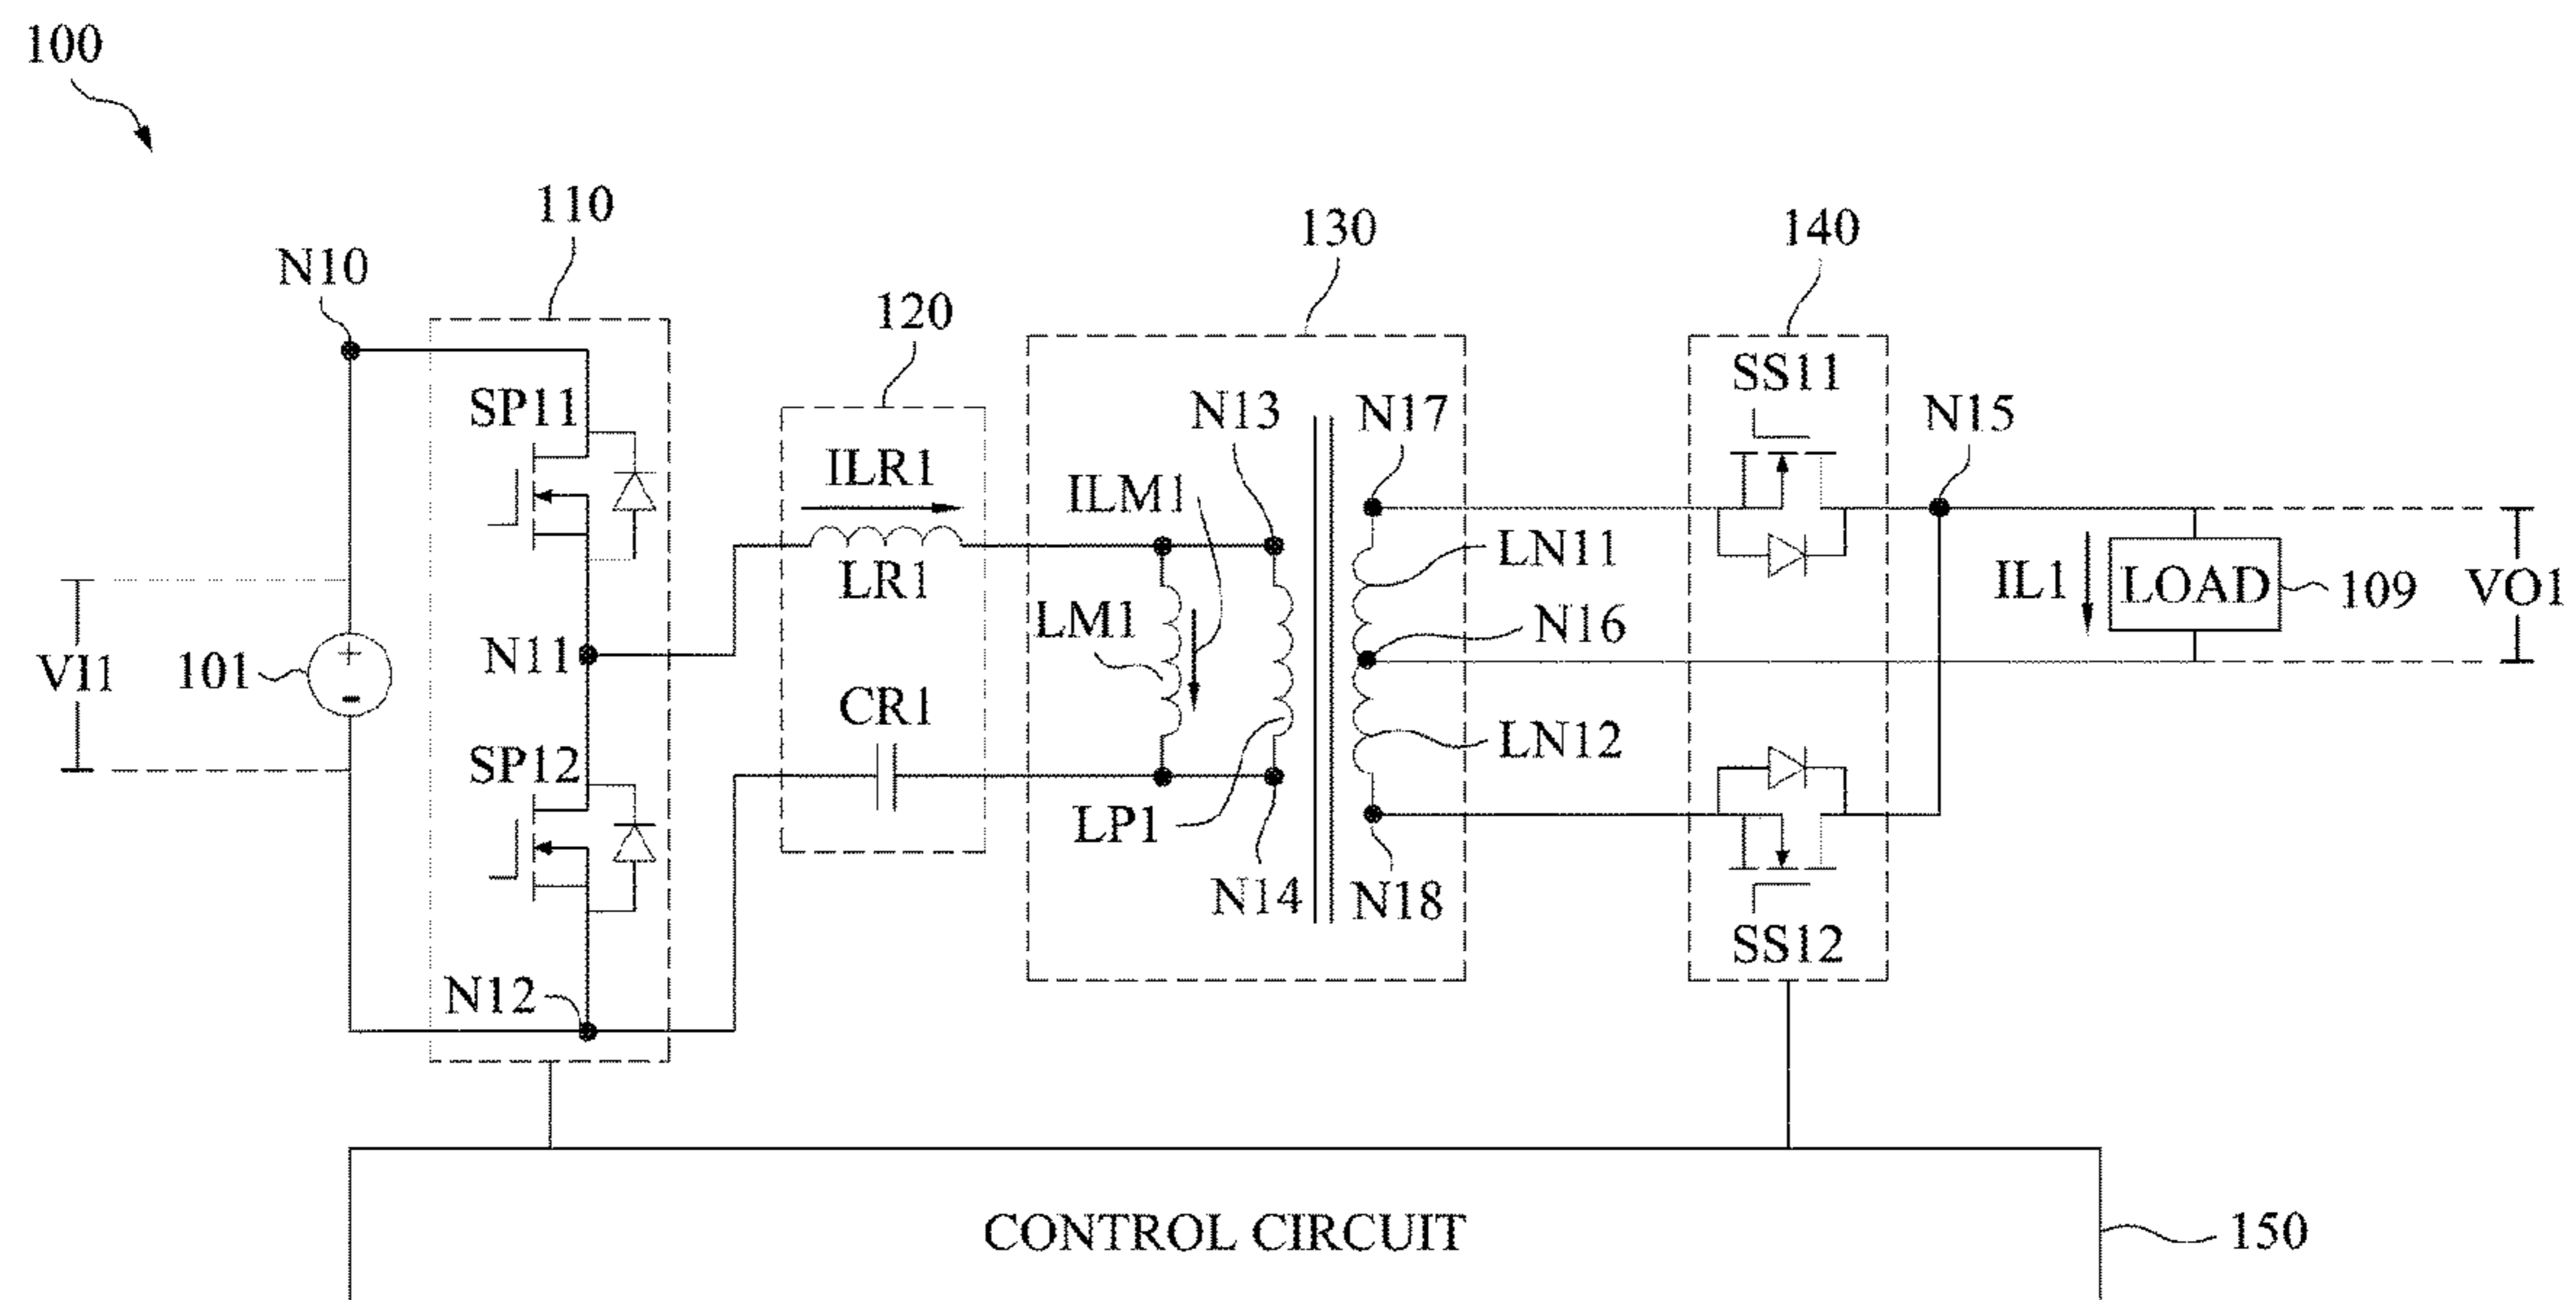 100
110
N10
130
140
120
SP11
SS11
N13
N17
N15
ILR1
ILM1
LR1
LN11
IL1
LOAD
109
VO1
LM1
N16
N11
VI1
101
CR1
LN12
SP12
LP1
N14
N18
SS12
N12
CONTROL CIRCUIT
150